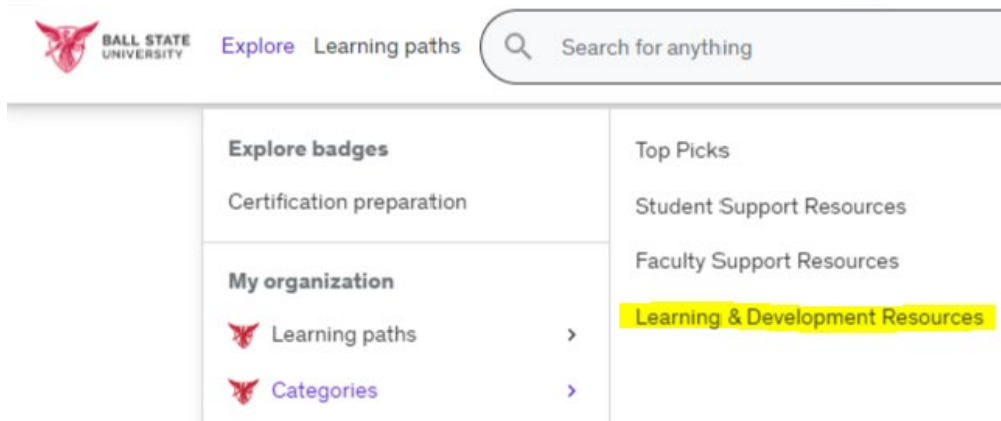 BALL STATE
UNIVERSITY
Explore
Learning paths
Search for anything
Explore badges
Certification preparation
My organization
Learning paths
Categories
Top Picks
Student Support Resources
Faculty Support Resources
Learning & Development Resources